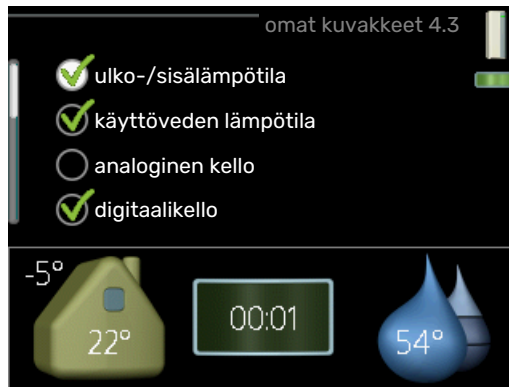 omat kuvakkeet 4.3
ulko-/sisälämpötila
käyttöveden lämpötila
analoginen kello
digitaalikello
-5°
22°
00:01
54°